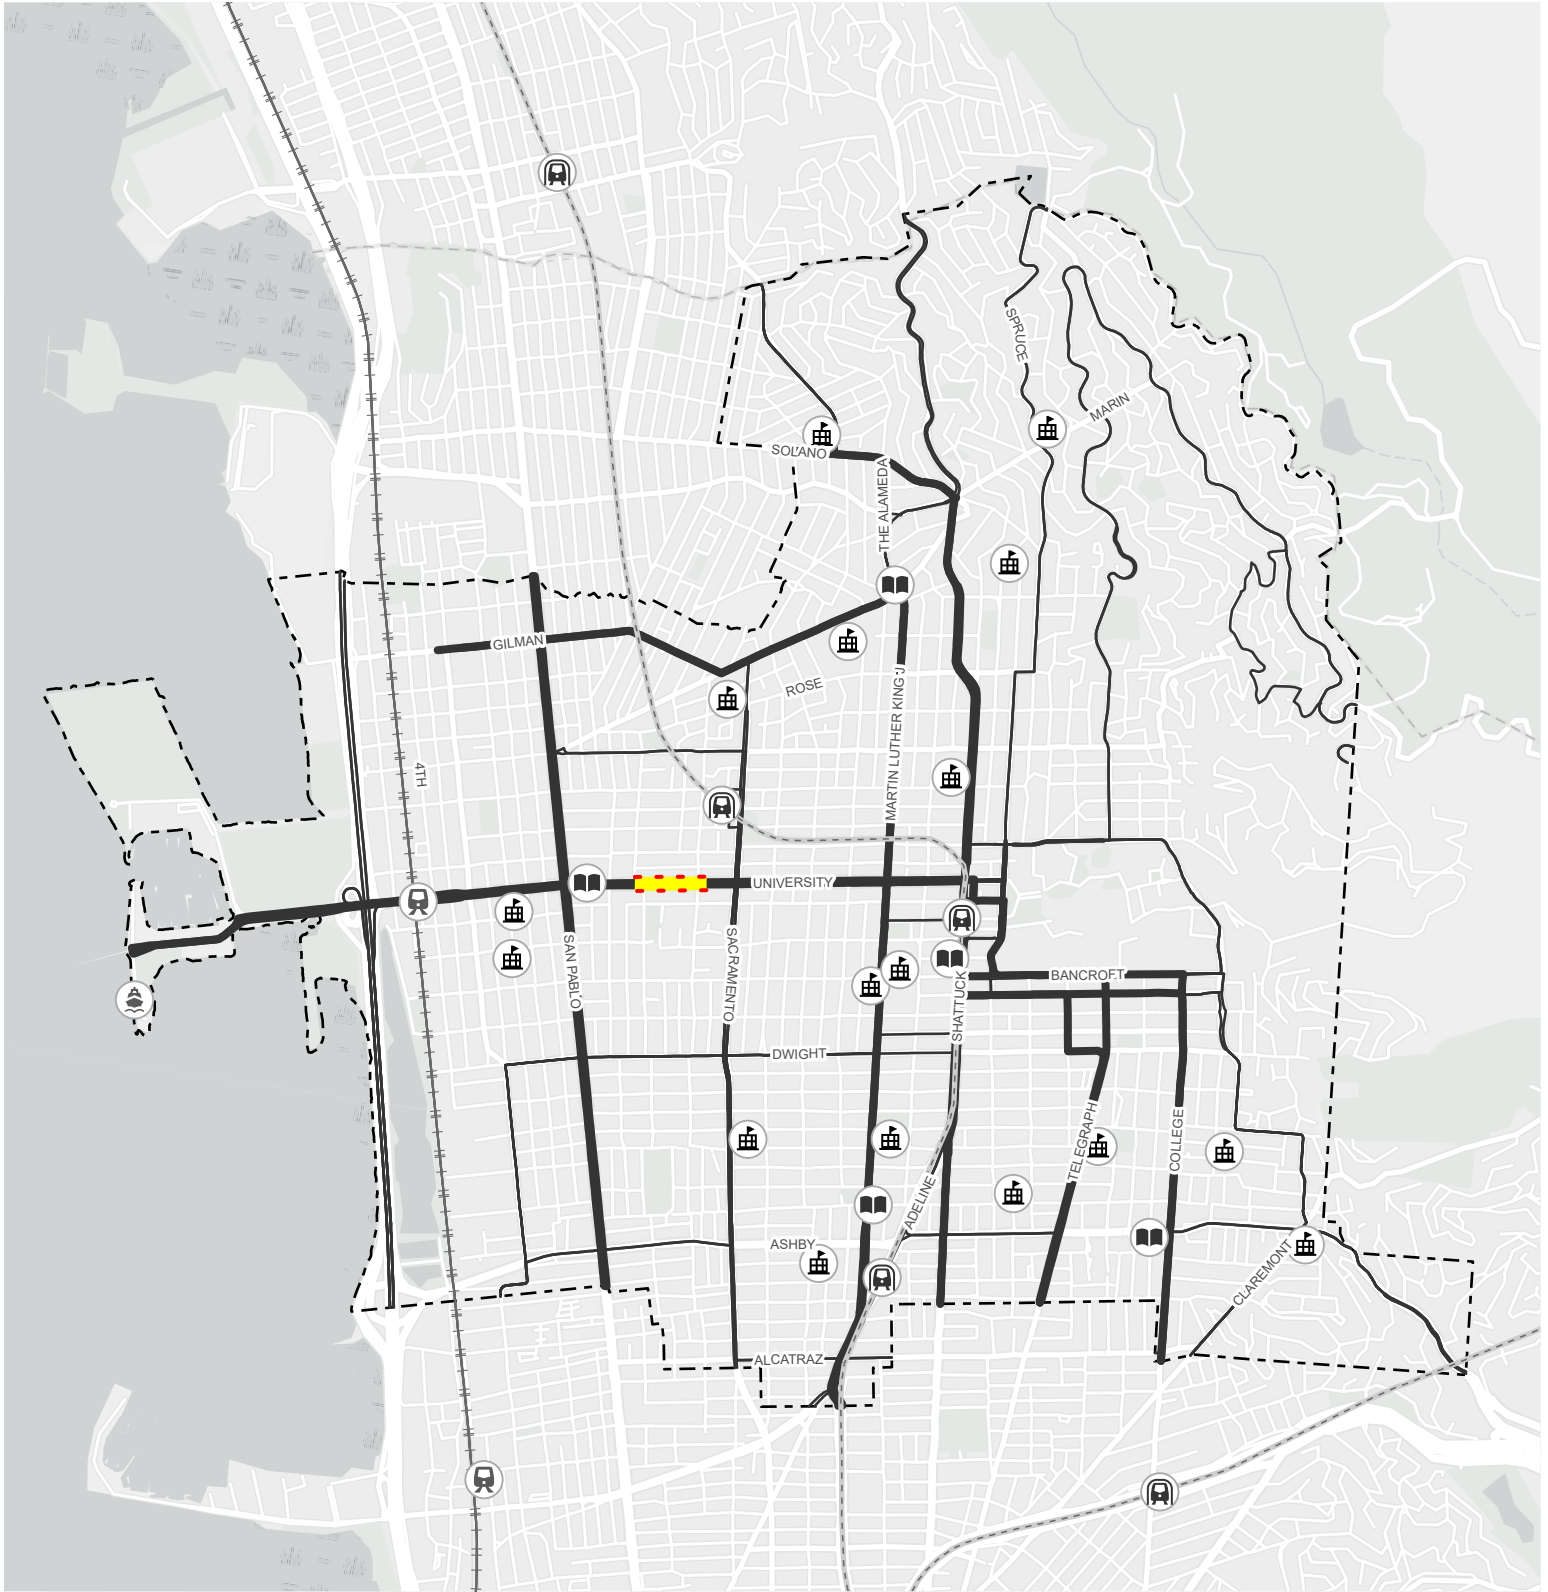 SPRUCE
MARIN
SOLANO
THE ALAMEDA
GILMAN
ROSE
MARTIN LUTHER KING J
4TH
UNIVERSITY
SAN PABLO
SACRAMENTO
BANCROFT
SHATTUCK
DWIGHT
TELEGRAPH
COLLEGE
ADELINE
ASHBY
CLAREMONT
ALCATRAZ